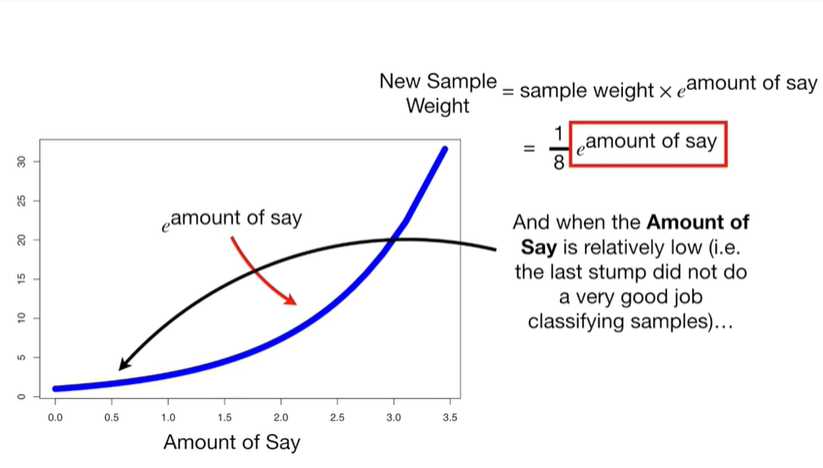 New Sample
Weight
= sample weight × e^amount of say
= 1/8 e^amount of say
e^amount of say
And when the Amount of
Say is relatively low (i.e.
the last stump did not do
a very good job
classifying samples)…
30
25
20
15
10
5
0
0.0 0.5 1.0 1.5 2.0 2.5 3.0 3.5
Amount of Say